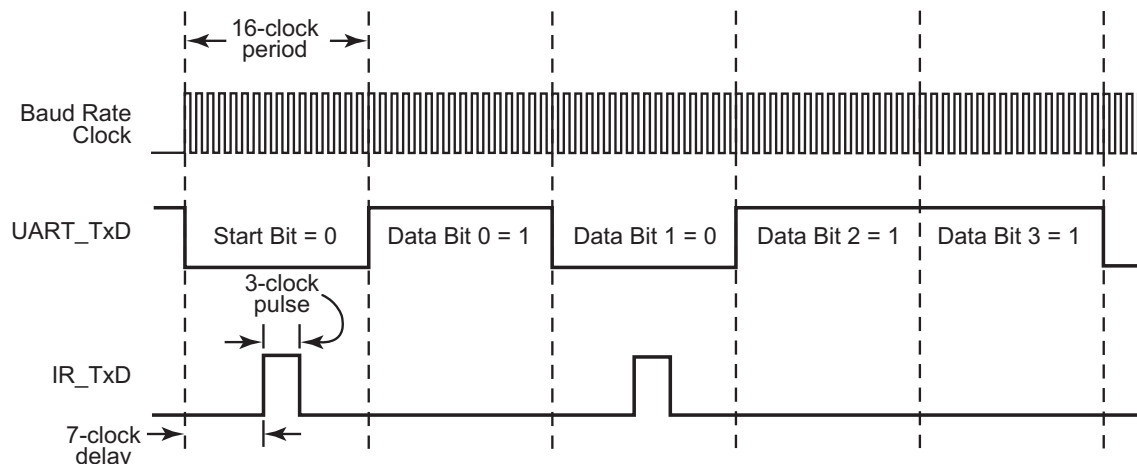 16-clock
period
Baud Rate
Clock
UART_TxD
Start Bit = 0
Data Bit 0 = 1
Data Bit 1 = 0
Data Bit 2 = 1
Data Bit 3 = 1
3-clock
pulse
IR_TxD
7-clock
delay